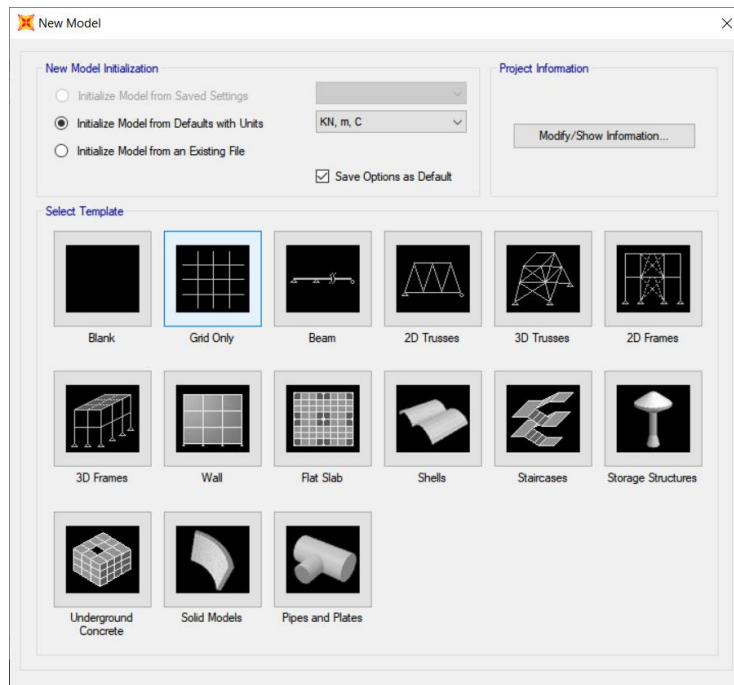 New Model
New Model Initialization
Project Information
Initialize Model from Saved Settings
Initialize Model from Defaults with Units
KN, m, C
Modify/Show Information...
Initialize Model from an Existing File
Save Options as Default
Select Template
Blank
Grid Only
Beam
2D Trusses
3D Trusses
2D Frames
3D Frames
Wall
Flat Slab
Shells
Staircases
Storage Structures
Underground
Concrete
Solid Models
Pipes and Plates